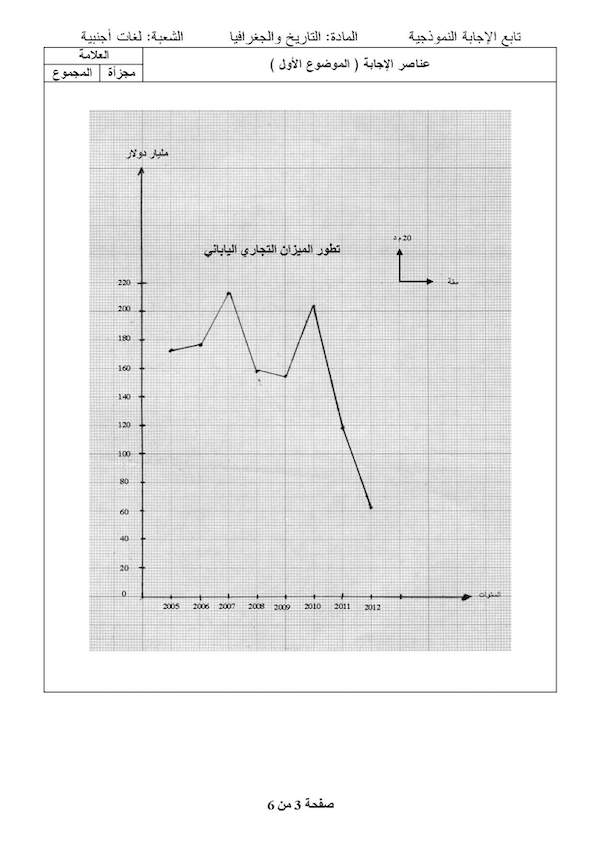 تابع الإجابة النموذجية المادة: التاريخ والجغرافيا الشعبة: لغات أجنبية
عناصر الإجابة ( الموضوع الأول )
العلامة
مجزأة المجموع
مليار دولار
20 م د
تطور الميزان التجاري الياباني
سنة
220
200
180
160
140
120
200
80
60
40
20
0
السنوات
2005 2006 2007 2008 2009 2010 2011 2012
صفحة 3 من 6